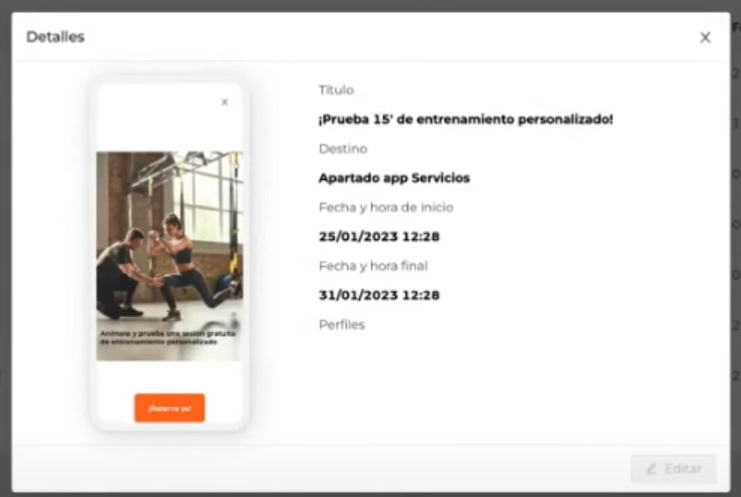 Detalles
Título
¡Prueba 15' de entrenamiento personalizado!
Destino
Apartado app Servicios
Fecha y hora de inicio
25/01/2023 12:28
Fecha y hora final
31/01/2023 12:28
Perfiles
Anímate y prueba una sesión gratuita
de entrenamiento personalizado
¡Reserva ya!
Editar